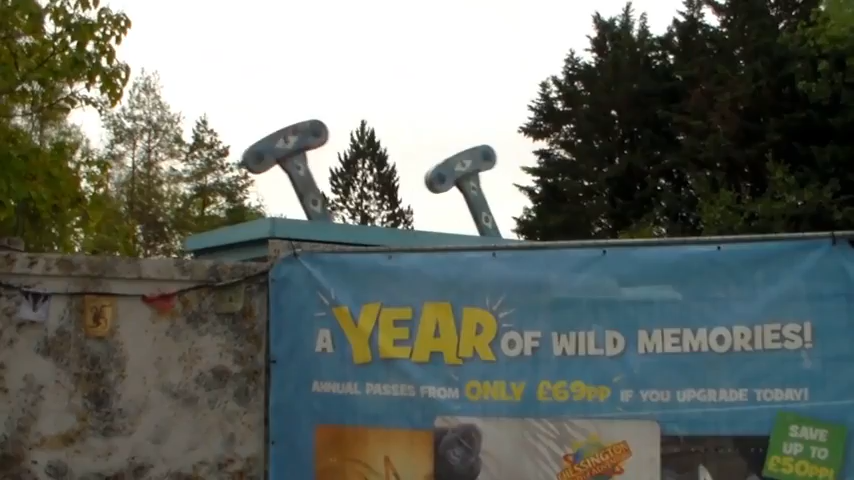 A YEAR OF WILD MEMORIES!
ANNUAL PASSES FROM ONLY £69PP IF YOU UPGRADE TODAY!
SAVE
UP TO
£50PP!